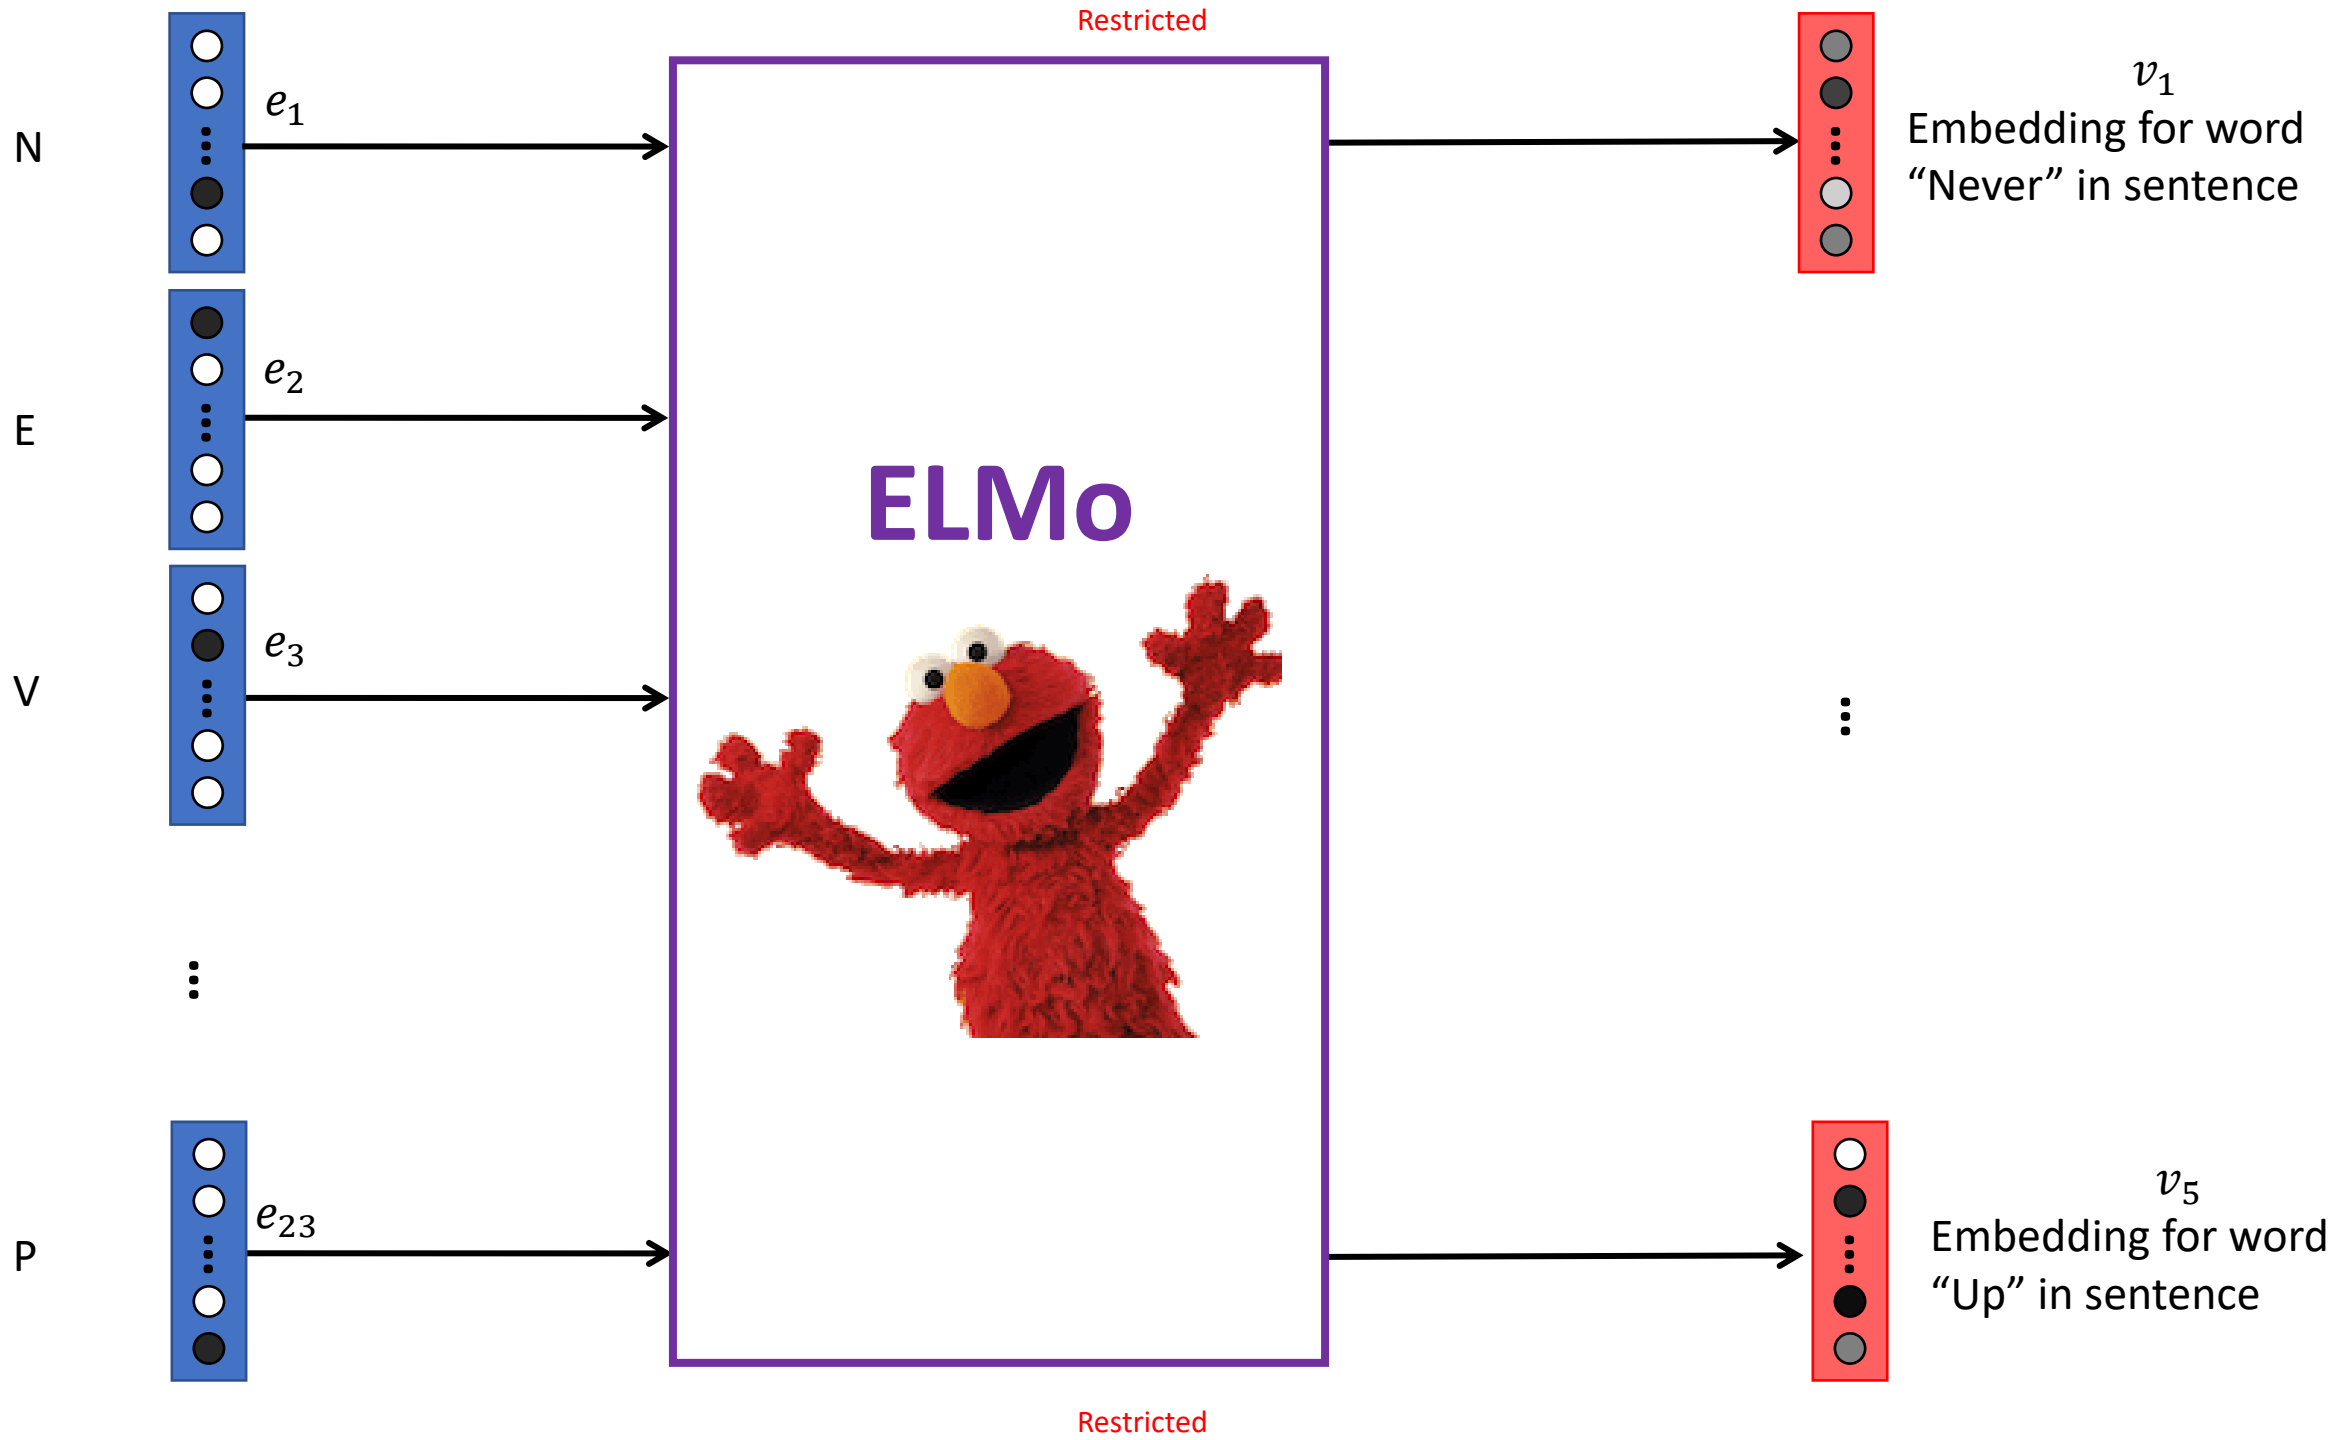 Restricted
N
e₁
E
e₂
V
e₃
P
e₂₃
ELMo
v₁
Embedding for word
“Never” in sentence
v₅
Embedding for word
“Up” in sentence
Restricted